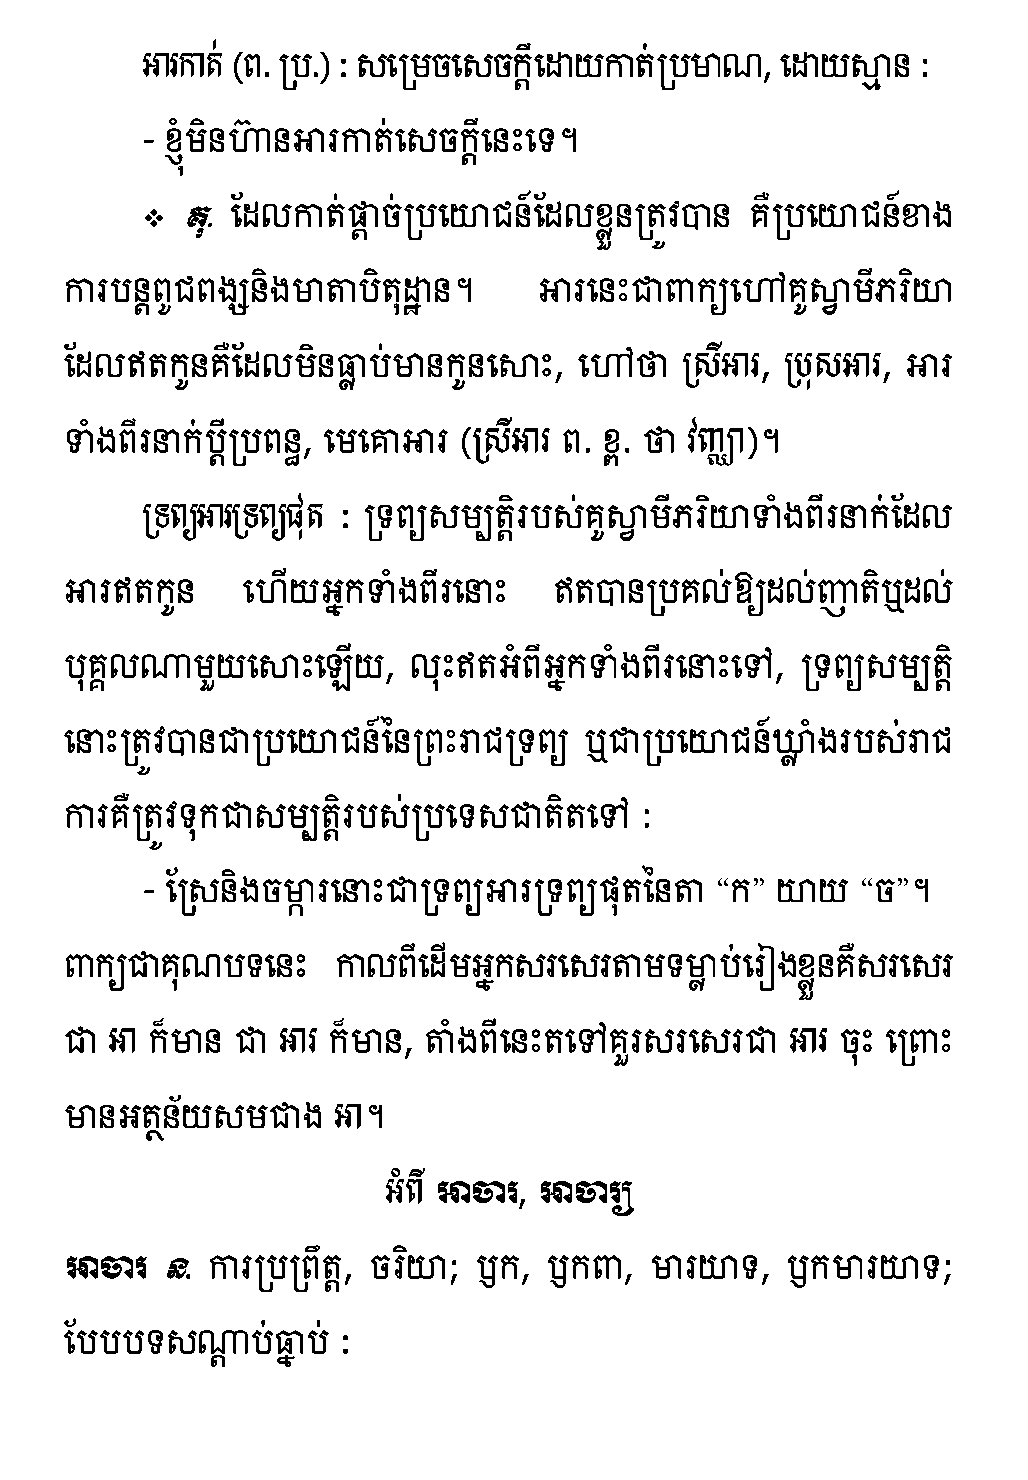 អារកាត់ (ព. ប្រ.) : សម្រេចសេចក្ដីដោយកាត់ប្រមាណ, ដោយស្មាន :
- ខ្ញុំមិនហ៊ានអារកាត់សេចក្ដីនេះទេ។
❖ គុ. ដែលកាត់ផ្ដាច់ប្រយោជន៍ដែលខ្លួនត្រូវបាន គឺប្រយោជន៍ខាង
ការបន្តពូជពង្សនិងមាតាបិតុដ្ឋាន។ អារនេះជាពាក្យហៅគូស្វាមីភរិយា
ដែលឥតកូនគឺដែលមិនធ្លាប់មានកូនសោះ, ហៅថា ស្រីអារ, ប្រុសអារ, អារ
ទាំងពីរនាក់ប្ដីប្រពន្ធ, មេគោអារ (ស្រីអារ ព. ខ្ព. ថា វ៉ញ្ឈា)។
ទ្រព្យអារទ្រព្យផុត : ទ្រព្យសម្បត្តិរបស់គូស្វាមីភរិយាទាំងពីរនាក់ដែល
អារឥតកូន ហើយអ្នកទាំងពីរនោះ ឥតបានប្រគល់ឱ្យដល់ញាតិឬដល់
បុគ្គលណាមួយសោះឡើយ, លុះឥតអំពីអ្នកទាំងពីរនោះទៅ, ទ្រព្យសម្បត្តិ
នោះត្រូវបានជាប្រយោជន៍នៃព្រះរាជទ្រព្យ ឬជាប្រយោជន៍ឃ្លាំងរបស់រាជ
ការគឺត្រូវទុកជាសម្បត្តិរបស់ប្រទេសជាតិតទៅ :
- ស្រែនិងចម្ការនោះជាទ្រព្យអារទ្រព្យផុតនៃតា “ក” យាយ “ច”។
ពាក្យជាគុណបទនេះ កាលពីដើមអ្នកសរសេរតាមទម្លាប់រៀងខ្លួនគឺសរសេរ
ជា អា ក៏មាន ជា អារ ក៏មាន, តាំងពីនេះតទៅគួរសរសេរជា អារ ចុះ ព្រោះ
មានអត្ថន័យសមជាង អា។
អំពី អាចារ, អាចារ្យ
អាចារ ន. ការប្រព្រឹត្ត, ចរិយា; ឫក, ឫកពា, មារយាទ, ឫកមារយាទ;
បែបបទសណ្ដាប់ធ្នាប់ :